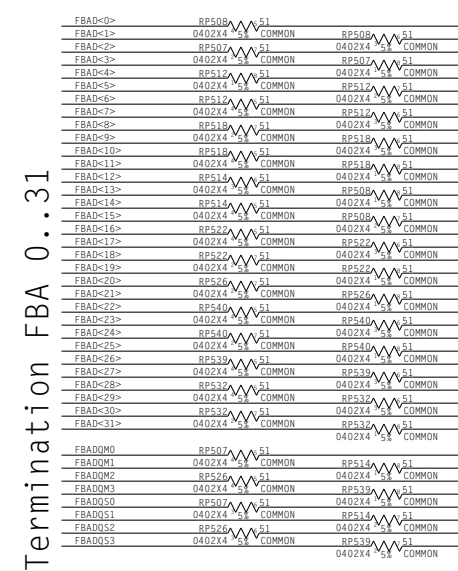 Termination FBA 0..31
FBAD<0> RP508 51
FBAD<1> 0402X4 5% COMMON RP508 51
FBAD<2> RP507 51 0402X4 5% COMMON
FBAD<3> 0402X4 5% COMMON RP507 51
FBAD<4> RP512 51 0402X4 5% COMMON
FBAD<5> 0402X4 5% COMMON RP512 51
FBAD<6> RP512 51 0402X4 5% COMMON
FBAD<7> 0402X4 5% COMMON RP512 51
FBAD<8> RP518 51 0402X4 5% COMMON
FBAD<9> 0402X4 5% COMMON RP518 51
FBAD<10> RP518 51 0402X4 5% COMMON
FBAD<11> 0402X4 5% COMMON RP518 51
FBAD<12> RP514 51 0402X4 5% COMMON
FBAD<13> 0402X4 5% COMMON RP508 51
FBAD<14> RP514 51 0402X4 5% COMMON
FBAD<15> 0402X4 5% COMMON RP508 51
FBAD<16> RP522 51 0402X4 5% COMMON
FBAD<17> 0402X4 5% COMMON RP522 51
FBAD<18> RP522 51 0402X4 5% COMMON
FBAD<19> 0402X4 5% COMMON RP522 51
FBAD<20> RP526 51 0402X4 5% COMMON
FBAD<21> 0402X4 5% COMMON RP526 51
FBAD<22> RP540 51 0402X4 5% COMMON
FBAD<23> 0402X4 5% COMMON RP540 51
FBAD<24> RP540 51 0402X4 5% COMMON
FBAD<25> 0402X4 5% COMMON RP540 51
FBAD<26> RP539 51 0402X4 5% COMMON
FBAD<27> 0402X4 5% COMMON RP539 51
FBAD<28> RP532 51 0402X4 5% COMMON
FBAD<29> 0402X4 5% COMMON RP532 51
FBAD<30> RP532 51 0402X4 5% COMMON
FBAD<31> 0402X4 5% COMMON RP532 51
0402X4 5% COMMON
FBADQM0 RP507 51
FBADQM1 0402X4 5% COMMON RP514 51
FBADQM2 RP526 51 0402X4 5% COMMON
FBADQM3 0402X4 5% COMMON RP539 51
FBADQS0 RP507 51 0402X4 5% COMMON
FBADQS1 0402X4 5% COMMON RP514 51
FBADQS2 RP526 51 0402X4 5% COMMON
FBADQS3 0402X4 5% COMMON RP539 51
0402X4 5% COMMON